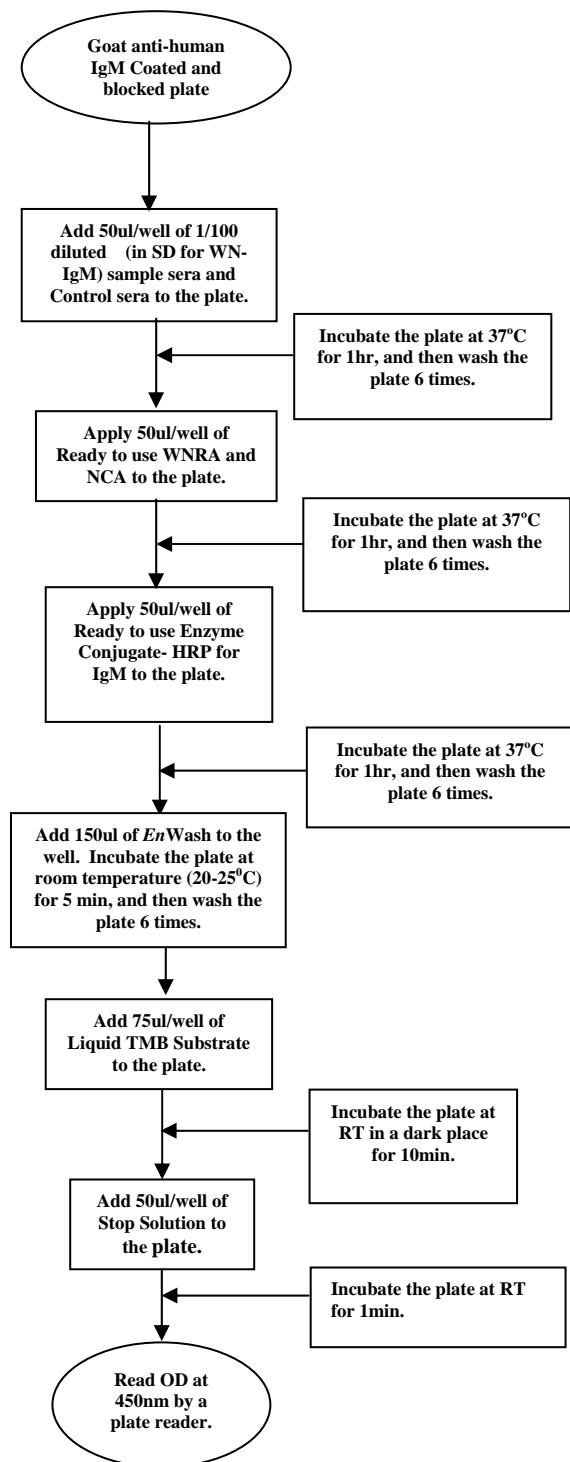 Goat anti-human
IgM Coated and
blocked plate
Add 50ul/well of 1/100
diluted (in SD for WN-
IgM) sample sera and
Control sera to the plate.
Incubate the plate at 37°C
for 1hr, and then wash the
plate 6 times.
Apply 50ul/well of
Ready to use WNRA and
NCA to the plate.
Incubate the plate at 37°C
for 1hr, and then wash the
plate 6 times.
Apply 50ul/well of
Ready to use Enzyme
Conjugate- HRP for
IgM to the plate.
Incubate the plate at 37°C
for 1hr, and then wash the
plate 6 times.
Add 150ul of EnWash to the
well. Incubate the plate at
room temperature (20-25⁰C)
for 5 min, and then wash the
plate 6 times.
Add 75ul/well of
Liquid TMB Substrate
to the plate.
Incubate the plate at
RT in a dark place
for 10min.
Add 50ul/well of
Stop Solution to
the plate.
Incubate the plate at RT
for 1min.
Read OD at
450nm by a
plate reader.